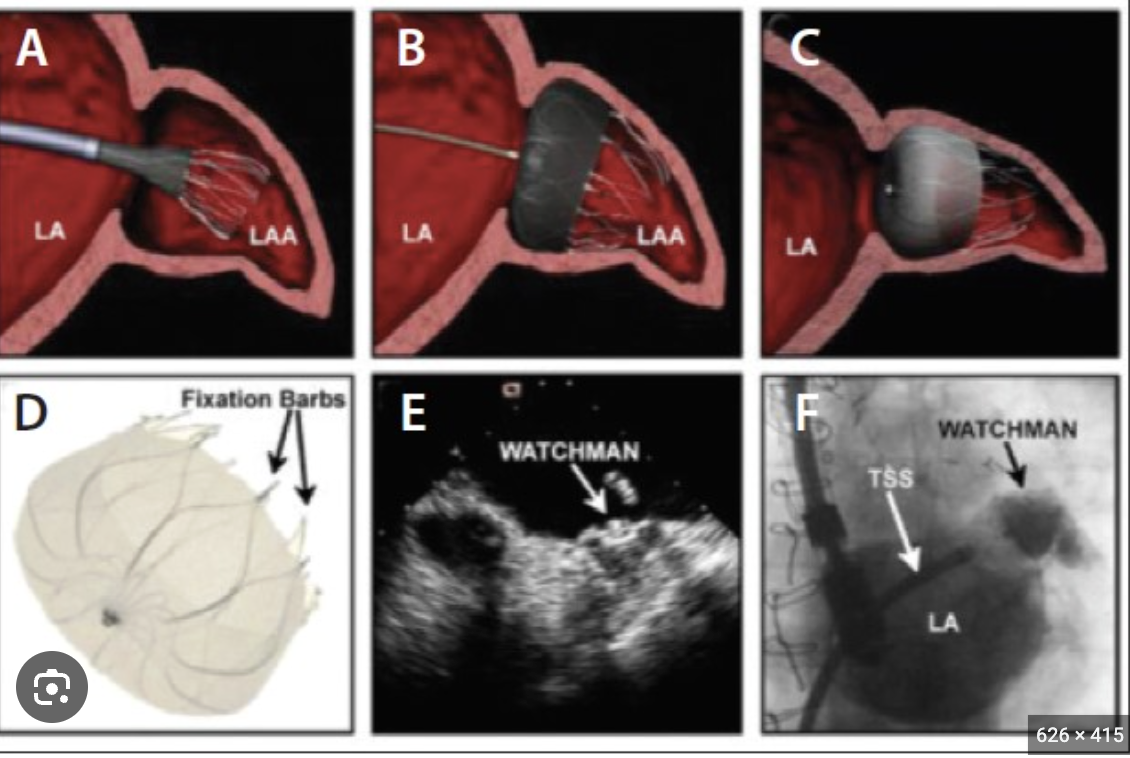 A
LA
LAA
B
LA
LAA
C
LA
D
Fixation Barbs
E
WATCHMAN
F
WATCHMAN
TSS
LA
626 × 415